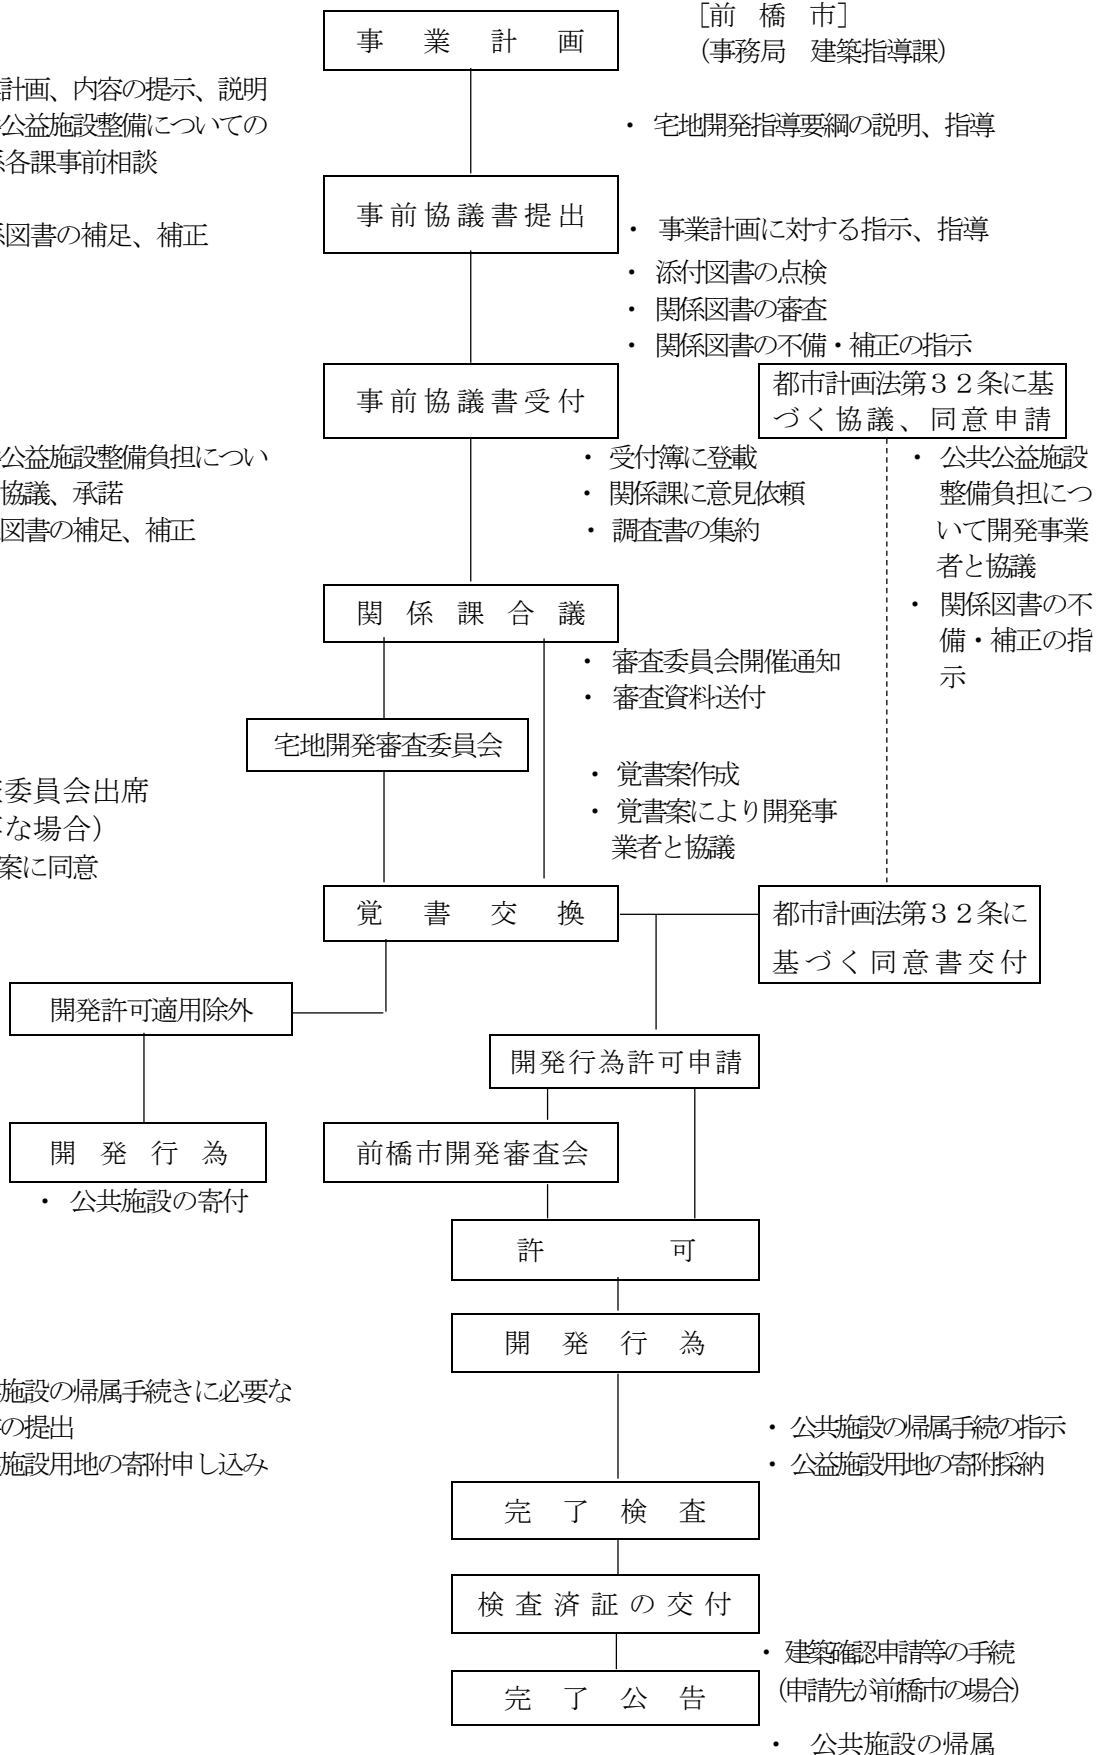 事業計画
[前橋市]
(事務局　建築指導課)
計画、内容の提示、説明
公益施設整備についての
各課事前相談
・ 宅地開発指導要綱の説明、指導
事前協議書提出
図書の補足、補正
・ 事業計画に対する指示、指導
・ 添付図書の点検
・ 関係図書の審査
・ 関係図書の不備・補正の指示
事前協議書受付
都市計画法第３２条に基
づく協議、同意申請
公益施設整備負担につい
協議、承諾
図書の補足、補正
・ 受付簿に登載
・ 関係課に意見依頼
・ 調査書の集約
・ 公共公益施設
整備負担につ
いて開発事業
者と協議
・ 関係図書の不
備・補正の指
示
関係課合議
・ 審査委員会開催通知
・ 審査資料送付
宅地開発審査委員会
委員会出席
な場合）
案に同意
・ 覚書案作成
・ 覚書案により開発事
業者と協議
覚書交換
都市計画法第３２条に
基づく同意書交付
開発許可適用除外
開発行為許可申請
開発行為
・ 公共施設の寄付
前橋市開発審査会
許可
開発行為
施設の帰属手続きに必要な
の提出
施設用地の寄附申し込み
・ 公共施設の帰属手続の指示
・ 公益施設用地の寄附採納
完了検査
検査済証の交付
・ 建築確認申請等の手続
(申請先が前橋市の場合)
完了公告
・ 公共施設の帰属